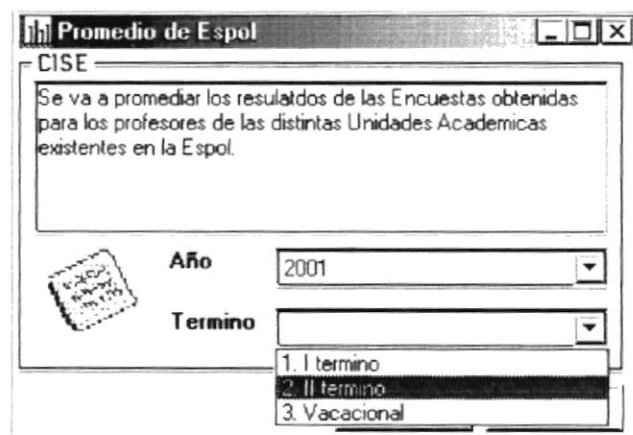 Promedio de Espol
CISE
Se va a promediar los resulatdos de las Encuestas obtenidas
para los profesores de las distintas Unidades Academicas
existentes en la Espol.
Año
2001
Termino
1. I termino
2. II termino
3. Vacacional